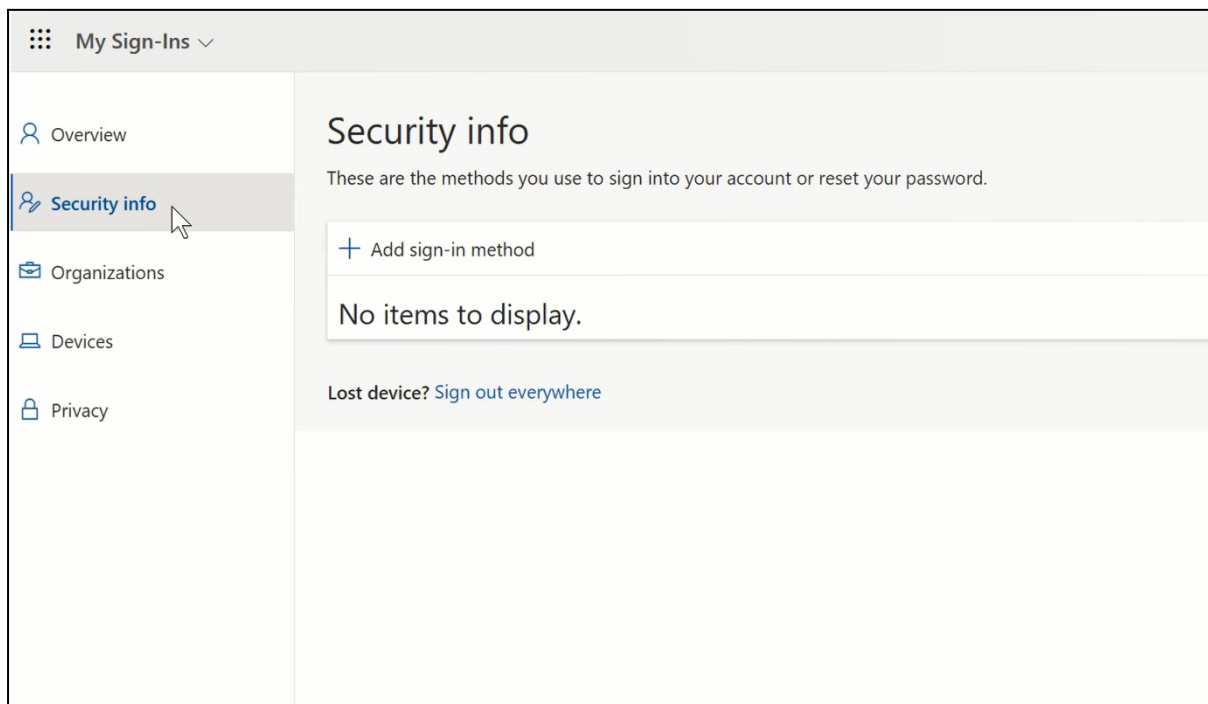 My Sign-Ins
Overview
Security info
Organizations
Devices
Privacy
Security info
These are the methods you use to sign into your account or reset your password.
Add sign-in method
No items to display.
Lost device? Sign out everywhere